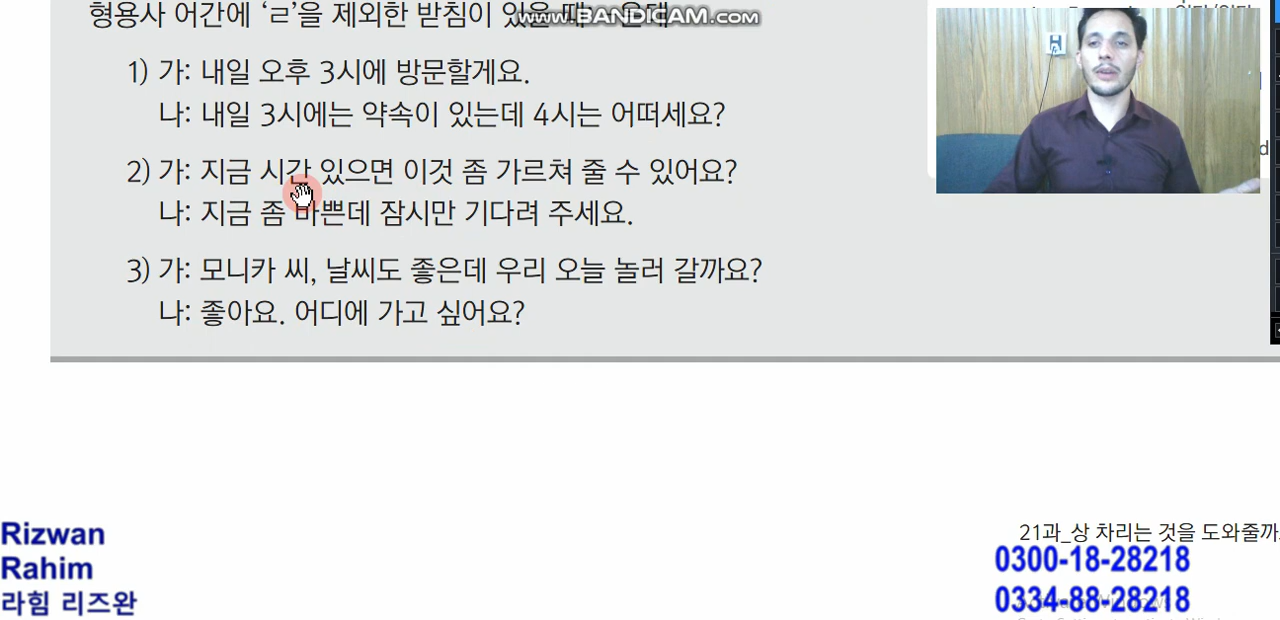 형용사 어간에 ‘ㄹ’을 제외한 받침이 있을 때
www.BANDICAM.com
1) 가: 내일 오후 3시에 방문할게요.
나: 내일 3시에는 약속이 있는데 4시는 어떠세요?
2) 가: 지금 시간 있으면 이것 좀 가르쳐 줄 수 있어요?
나: 지금 좀 바쁜데 잠시만 기다려 주세요.
3) 가: 모니카 씨, 날씨도 좋은데 우리 오늘 놀러 갈까요?
나: 좋아요. 어디에 가고 싶어요?
21과_상 차리는 것을 도와줄까
Rizwan
Rahim
라힘 리즈완
0300-18-28218
0334-88-28218